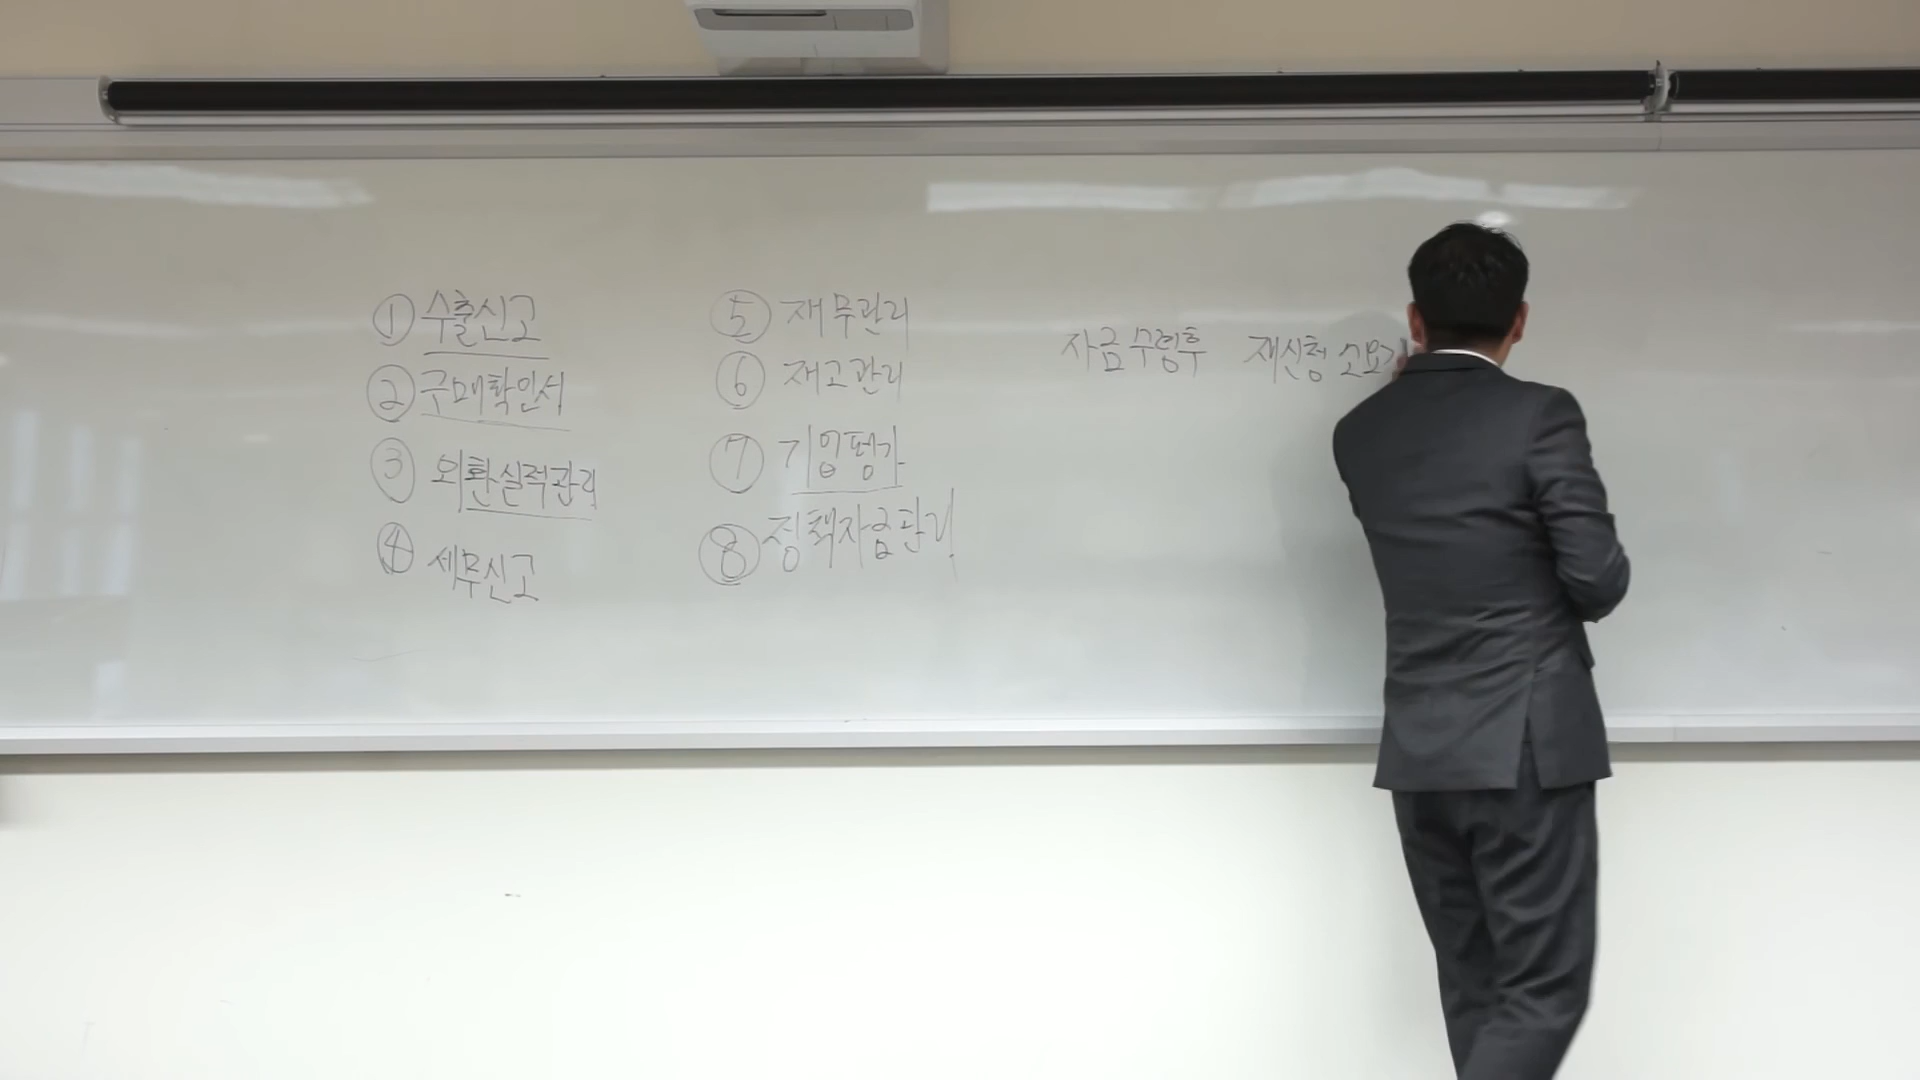 ① 수출신고
② 구매확인서
③ 외환실적관리
④ 세무신고
⑤ 재무관리
⑥ 재고관리
⑦ 기업평가
⑧ 정책자금관리
자금수령후 재신청 소요